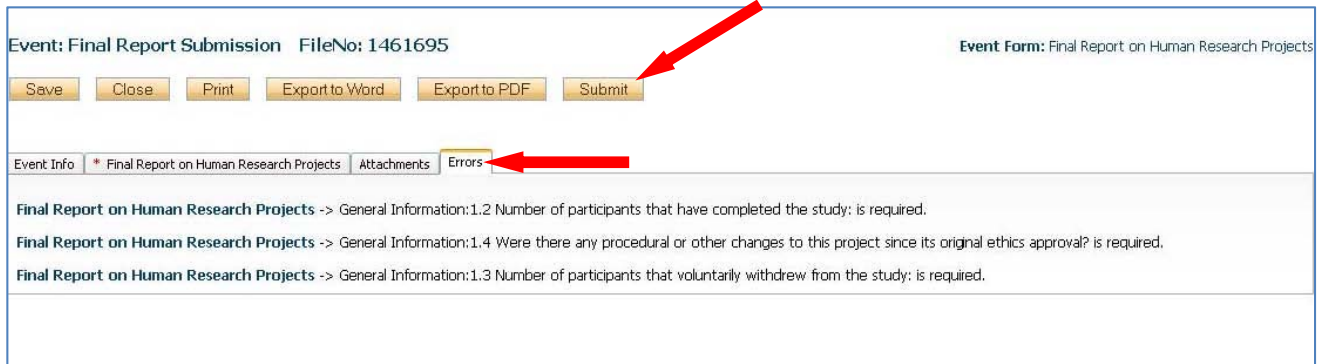 Event: Final Report Submission FileNo: 1461695
Event Form: Final Report on Human Research Projects
Save Close Print Export to Word Export to PDF Submit
Event Info * Final Report on Human Research Projects Attachments Errors
Final Report on Human Research Projects -> General Information:1.2 Number of participants that have completed the study: is required.
Final Report on Human Research Projects -> General Information:1.4 Were there any procedural or other changes to this project since its original ethics approval? is required.
Final Report on Human Research Projects -> General Information:1.3 Number of participants that voluntarily withdrew from the study: is required.